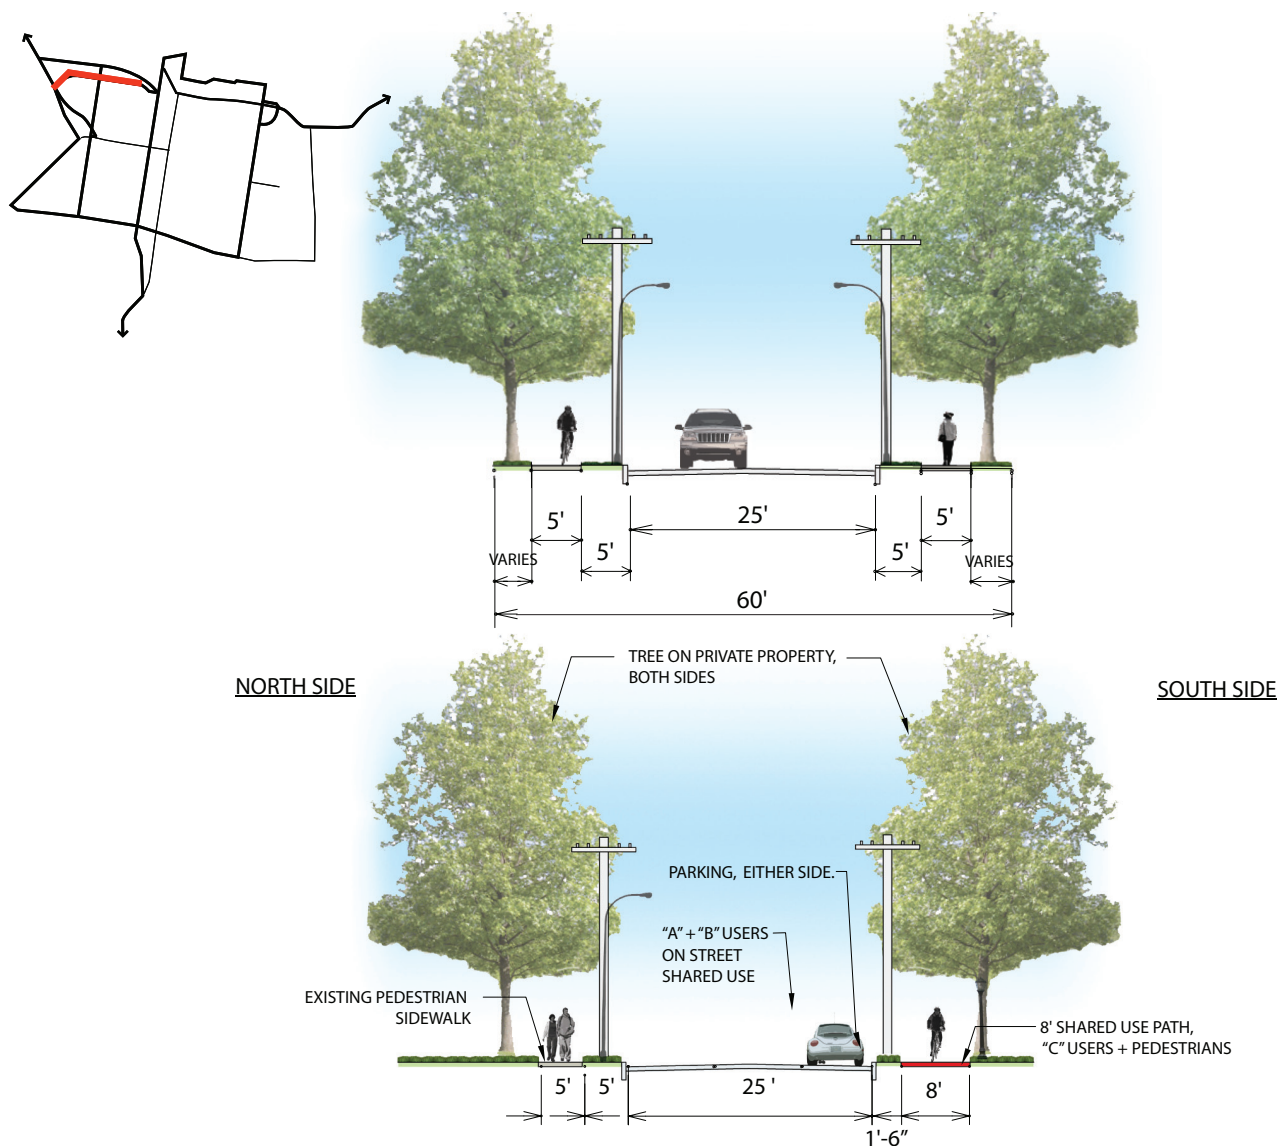 5'
25'
5'
5'
5'
VARIES
VARIES
60'
TREE ON PRIVATE PROPERTY,
BOTH SIDES
NORTH SIDE
SOUTH SIDE
PARKING, EITHER SIDE.
“A” + “B” USERS
ON STREET
SHARED USE
EXISTING PEDESTRIAN
SIDEWALK
8' SHARED USE PATH,
“C” USERS + PEDESTRIANS
5'
5'
25 '
8'
1'-6”